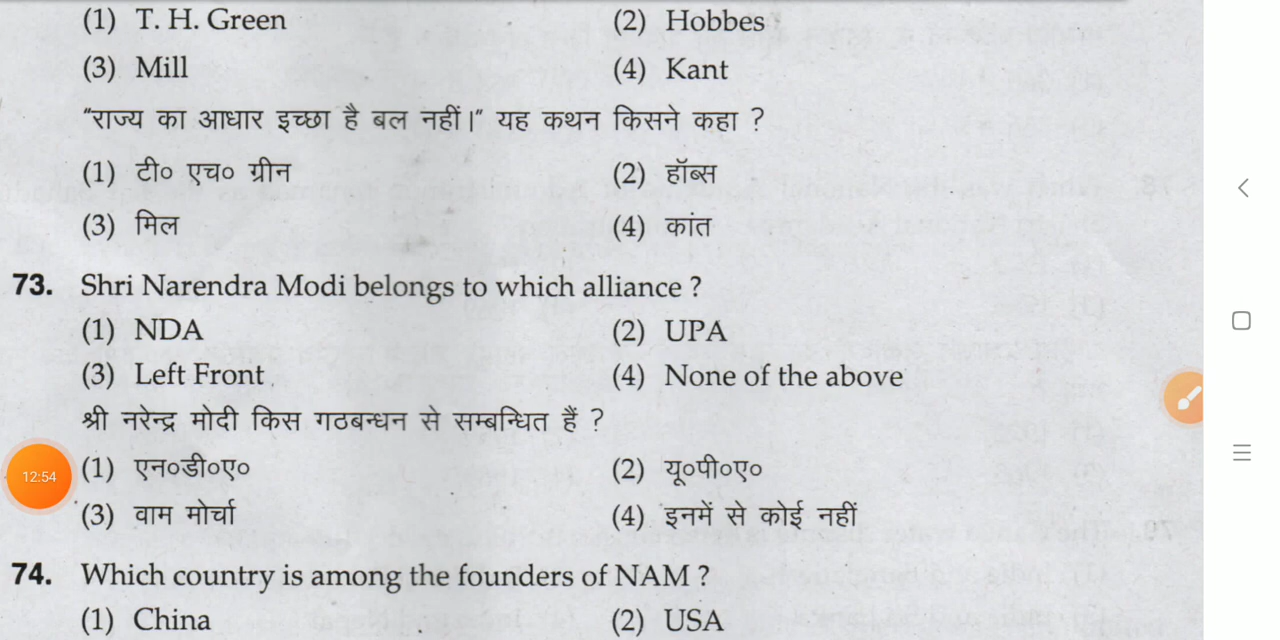 (1) T. H. Green (2) Hobbes
(3) Mill (4) Kant
“राज्य का आधार इच्छा है बल नहीं।” यह कथन किसने कहा ?
(1) टी० एच० ग्रीन (2) हॉब्स
(3) मिल (4) कांत
73. Shri Narendra Modi belongs to which alliance ?
(1) NDA (2) UPA
(3) Left Front (4) None of the above
श्री नरेन्द्र मोदी किस गठबन्धन से सम्बन्धित हैं ?
12:54 (1) एन०डी०ए० (2) यू०पी०ए०
(3) वाम मोर्चा (4) इनमें से कोई नहीं
74. Which country is among the founders of NAM ?
(1) China (2) USA